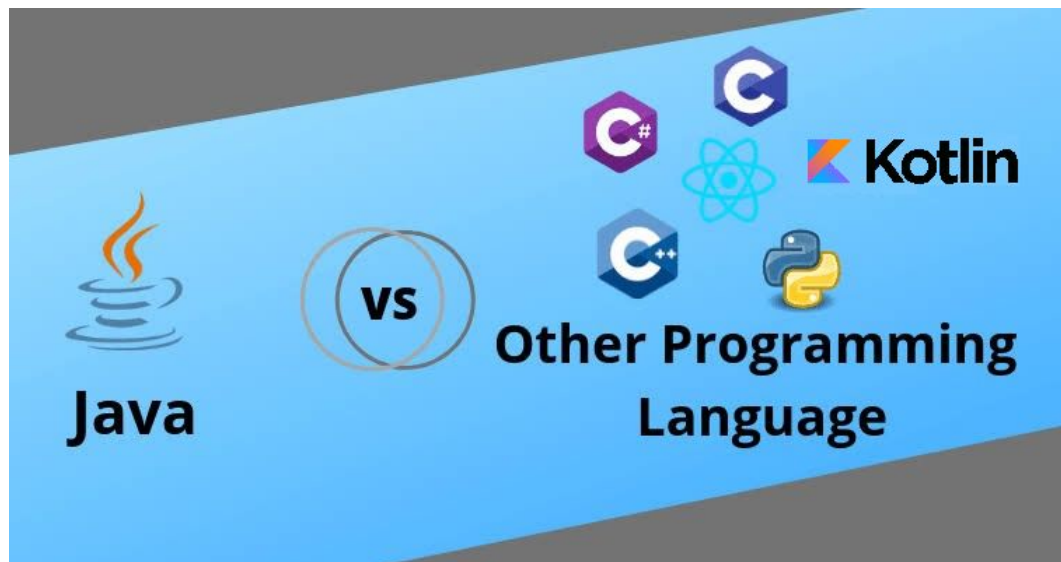 C
C#
Kotlin
C++
vs
Other Programming
Language
Java